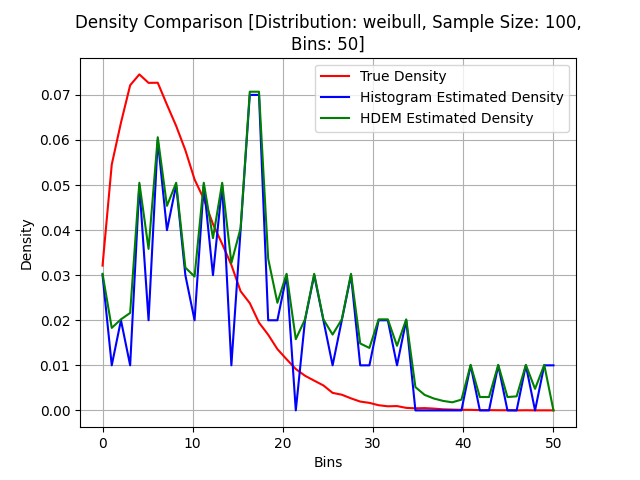 Density Comparison [Distribution: weibull, Sample Size: 100,
Bins: 50]
True Density
Histogram Estimated Density
HDEM Estimated Density
Density
0.07
0.06
0.05
0.04
0.03
0.02
0.01
0.00
0 10 20 30 40 50
Bins